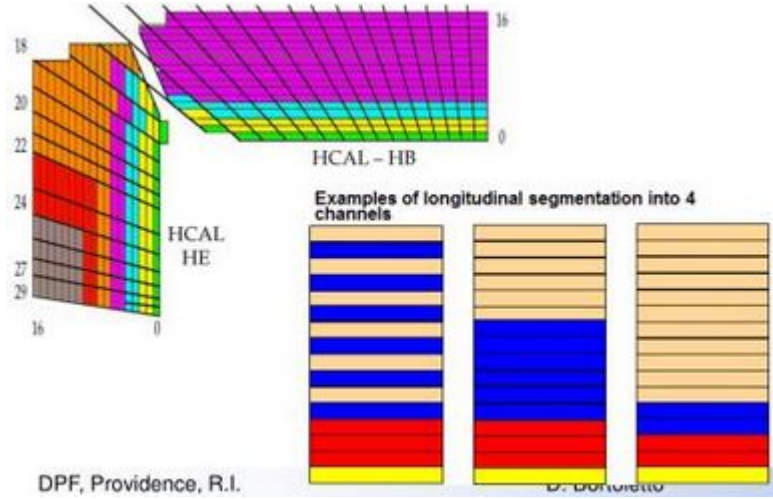 16
18
20
22
24
27
29
16
0
0
HCAL – HB
HCAL
HE
Examples of longitudinal segmentation into 4
channels
DPF, Providence, R.I.
D. Bortoletto